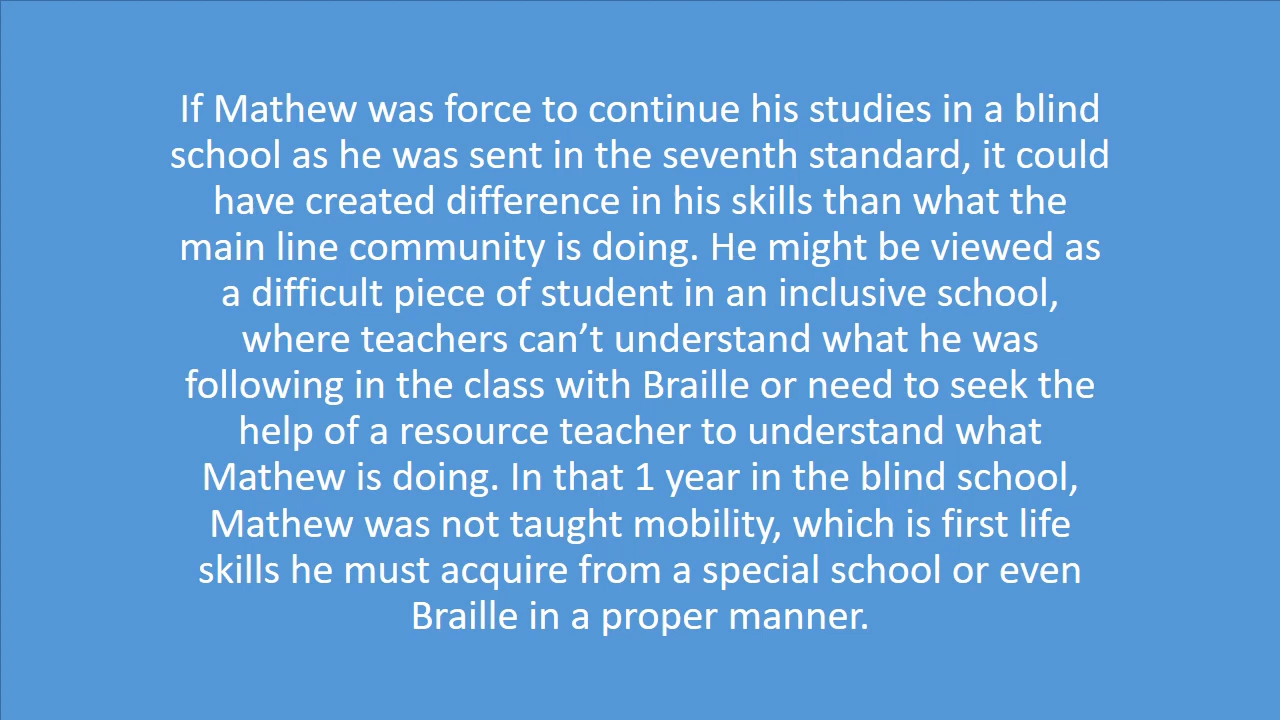 If Mathew was force to continue his studies in a blind
school as he was sent in the seventh standard, it could
have created difference in his skills than what the
main line community is doing. He might be viewed as
a difficult piece of student in an inclusive school,
where teachers can’t understand what he was
following in the class with Braille or need to seek the
help of a resource teacher to understand what
Mathew is doing. In that 1 year in the blind school,
Mathew was not taught mobility, which is first life
skills he must acquire from a special school or even
Braille in a proper manner.